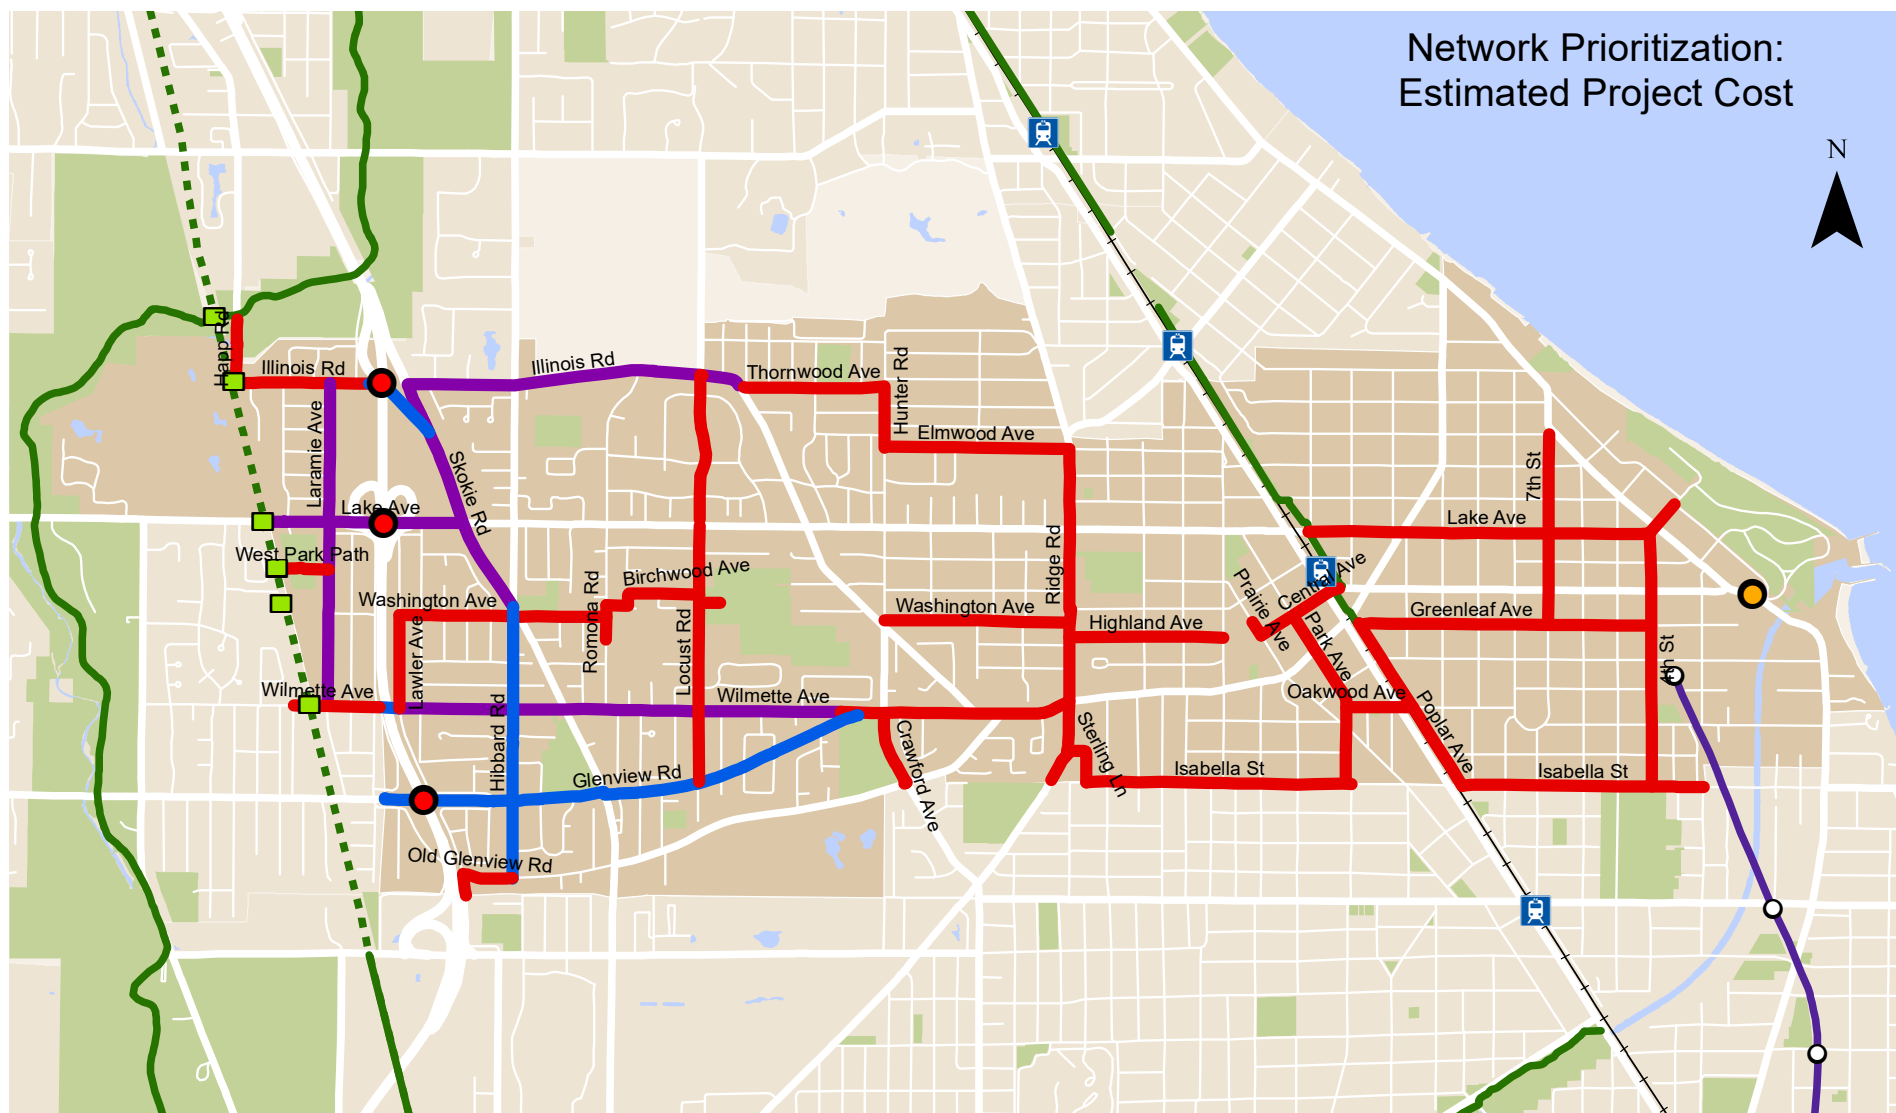 Network Prioritization:
Estimated Project Cost
N
Happ Rd
Illinois Rd
Illinois Rd
Thornwood Ave
Hunter Rd
Elmwood Ave
Laramie Ave
Skokie Rd
Lake Ave
7th St
Lake Ave
West Park Path
Birchwood Ave
Ridge Rd
Central Ave
Prairie Ave
Washington Ave
Romona Rd
Washington Ave
Highland Ave
Greenleaf Ave
Lawler Ave
Locust Rd
Park Ave
4th St
Wilmette Ave
Wilmette Ave
Oakwood Ave
Hibbard Rd
Poplar Ave
Crawford Ave
Sterling Ln
Glenview Rd
Isabella St
Isabella St
Old Glenview Rd